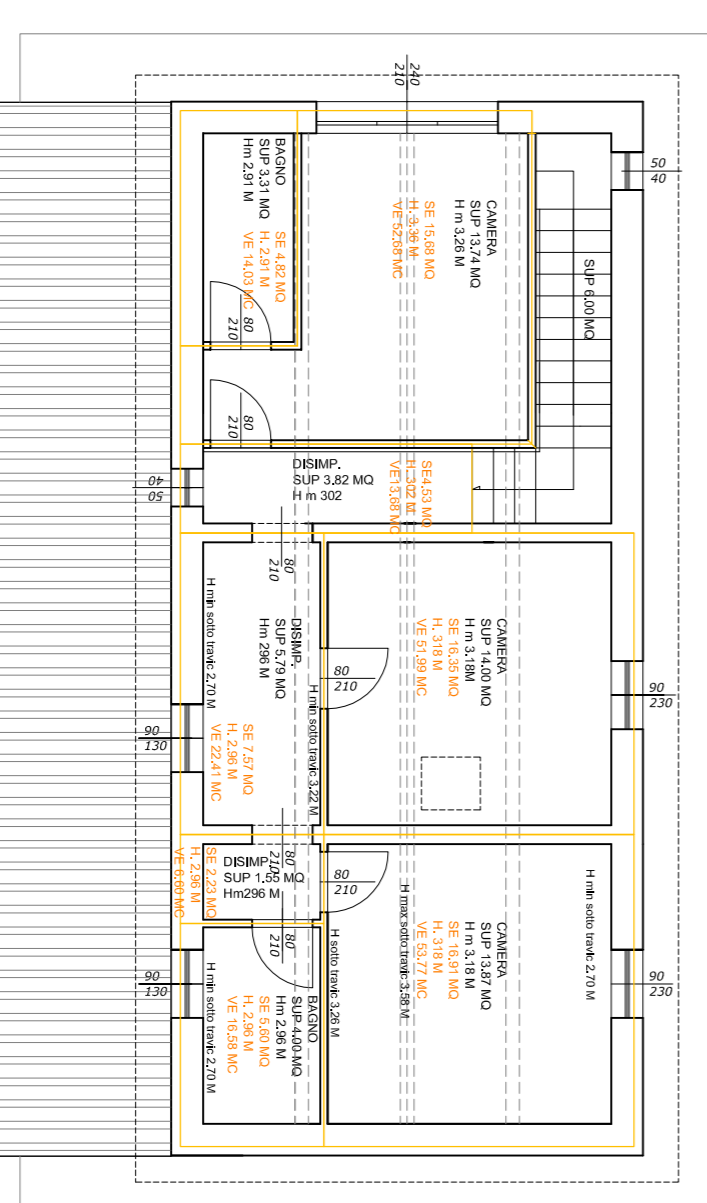 240
210
50
40
BAGNO
SUP 3.31 MQ
Hm 2.91 M
SE 4.82 MQ
H. 2.91 M
VE 14.03 MC
CAMERA
SUP 13.74 MQ
H m 3.26 M
SE 15.68 MQ
H. 3.36 M
VE 52.68 MC
SUP 6.00 MQ
80
210
80
210
DISIMP.
SUP 3.82 MQ
H m 302
SE4.53 MQ
H. 302 M
VE13.68 MC
40
50
80
210
H min sotto travic 2.70 M
DISIMP.
SUP 5.79 MQ
Hm 296 M
SE 7.57 MQ
H. 2.96 M
VE 22.41 MC
H min sotto travic 3.22 M
80
210
CAMERA
SUP 14.00 MQ
H m 3.18M
SE 16.35 MQ
H. 318 M
VE 51.99 MC
90
230
90
130
DISIMP.
SUP 1.55 MQ
Hm296 M
SE 2.23 MQ
H. 2.96 M
VE 6.60 MC
80
210
80
210
80
210
CAMERA
SUP 13.87 MQ
H m 3.18 M
SE 16.91 MQ
H. 318 M
VE 53.77 MC
H min sotto travic 2.70 M
H max sotto travic 3.58 M
H sotto travic 3.26 M
90
230
90
130
BAGNO
SUP 4.00 MQ
Hm 2.96 M
SE 5.60 MQ
H. 2.96 M
VE 16.58 MC
H min sotto travic 2.70 M